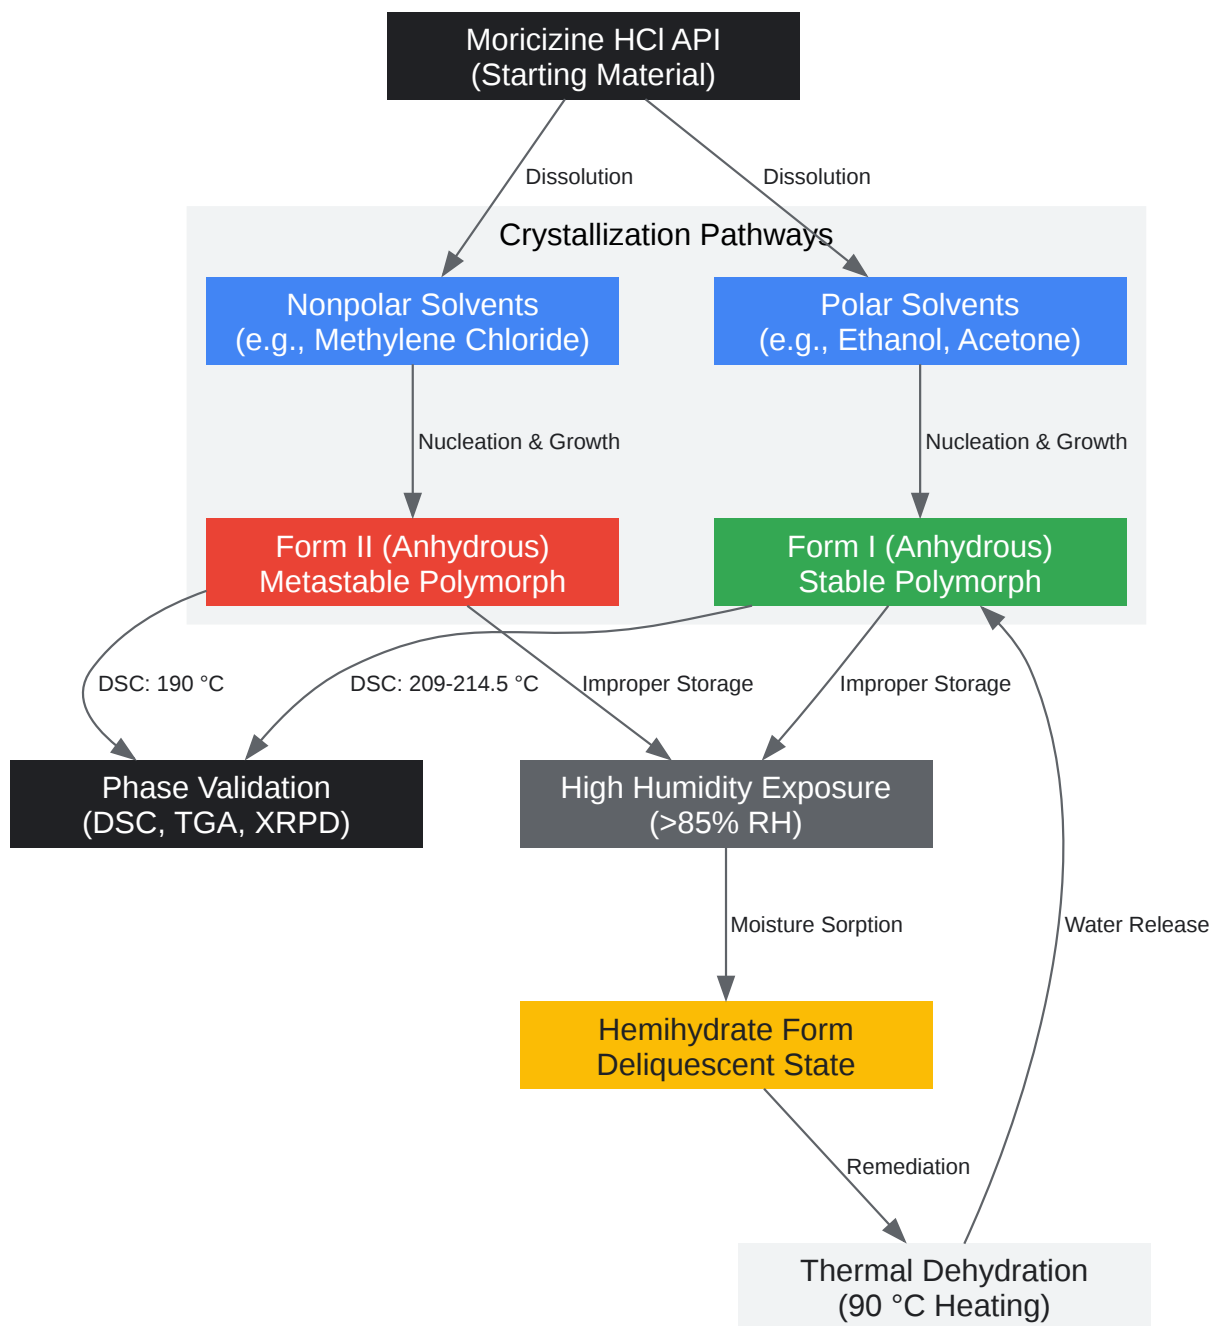 Moricizine HCl API
(Starting Material)
Dissolution
Dissolution
Crystallization Pathways
Nonpolar Solvents
(e.g., Methylene Chloride)
Polar Solvents
(e.g., Ethanol, Acetone)
Nucleation & Growth
Nucleation & Growth
Form II (Anhydrous)
Metastable Polymorph
Form I (Anhydrous)
Stable Polymorph
DSC: 190 °C
DSC: 209-214.5 °C
Improper Storage
Improper Storage
Phase Validation
(DSC, TGA, XRPD)
High Humidity Exposure
(>85% RH)
Moisture Sorption
Water Release
Hemihydrate Form
Deliquescent State
Remediation
Thermal Dehydration
(90 °C Heating)